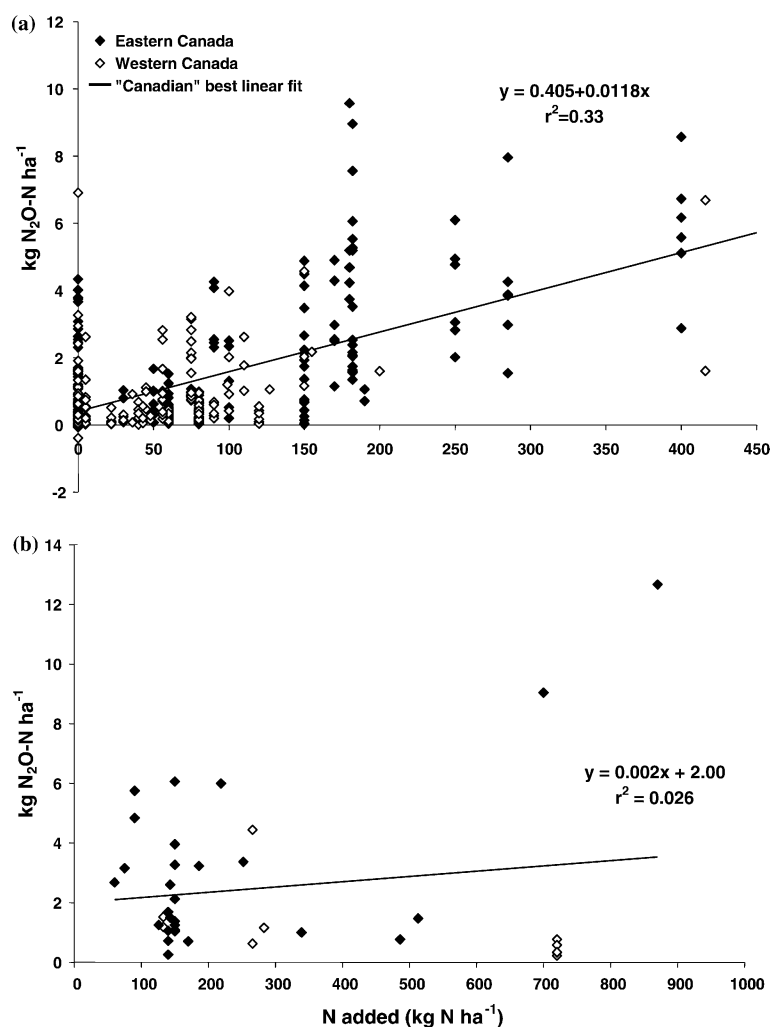 (a)
12
10
8
6
4
2
0
-2
kg N₂O-N ha⁻¹
Eastern Canada
Western Canada
"Canadian" best linear fit
y = 0.405+0.0118x
r²=0.33
0 50 100 150 200 250 300 350 400 450
(b)
14
12
10
8
6
4
2
0
kg N₂O-N ha⁻¹
y = 0.002x + 2.00
r² = 0.026
0 100 200 300 400 500 600 700 800 900 1000
N added (kg N ha⁻¹)